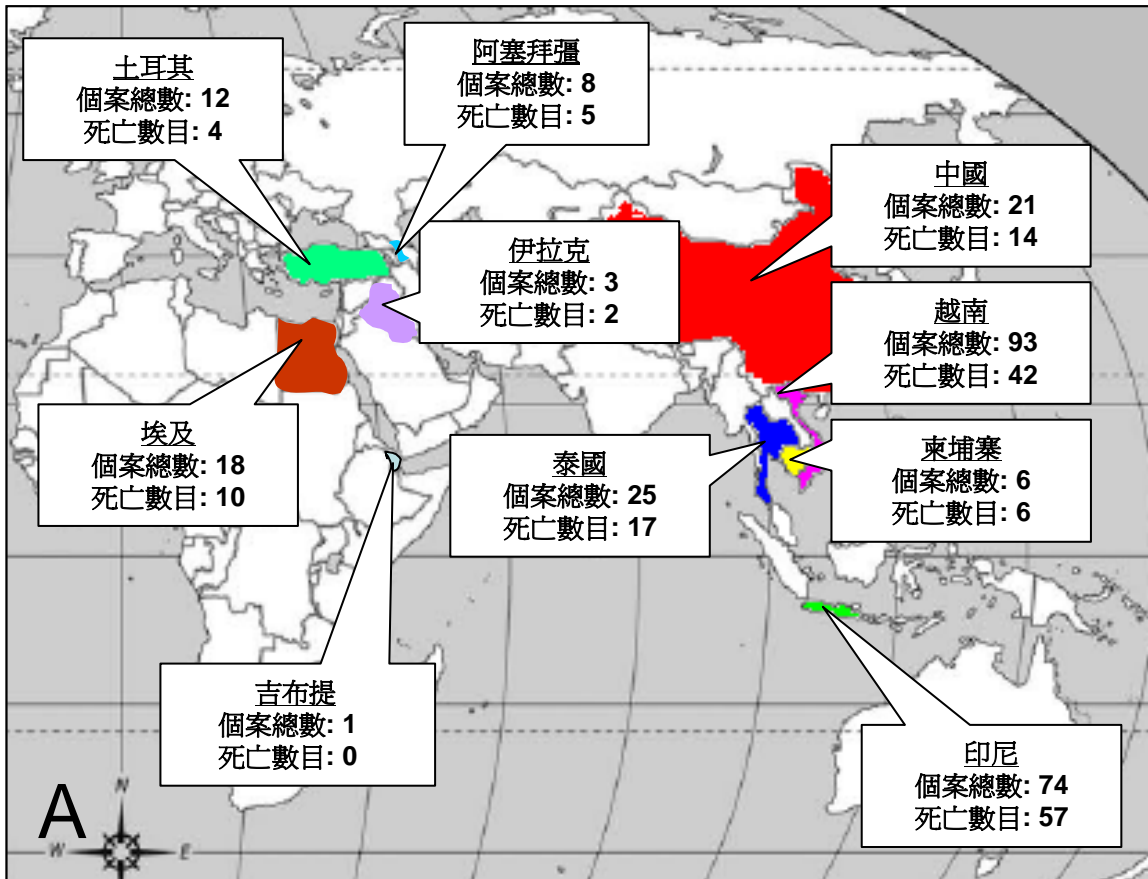 土耳其
個案總數: 12
死亡數目: 4
阿塞拜彊
個案總數: 8
死亡數目: 5
中國
個案總數: 21
死亡數目: 14
伊拉克
個案總數: 3
死亡數目: 2
越南
個案總數: 93
死亡數目: 42
埃及
個案總數: 18
死亡數目: 10
泰國
個案總數: 25
死亡數目: 17
柬埔寨
個案總數: 6
死亡數目: 6
吉布提
個案總數: 1
死亡數目: 0
印尼
個案總數: 74
死亡數目: 57
A
N
W
E